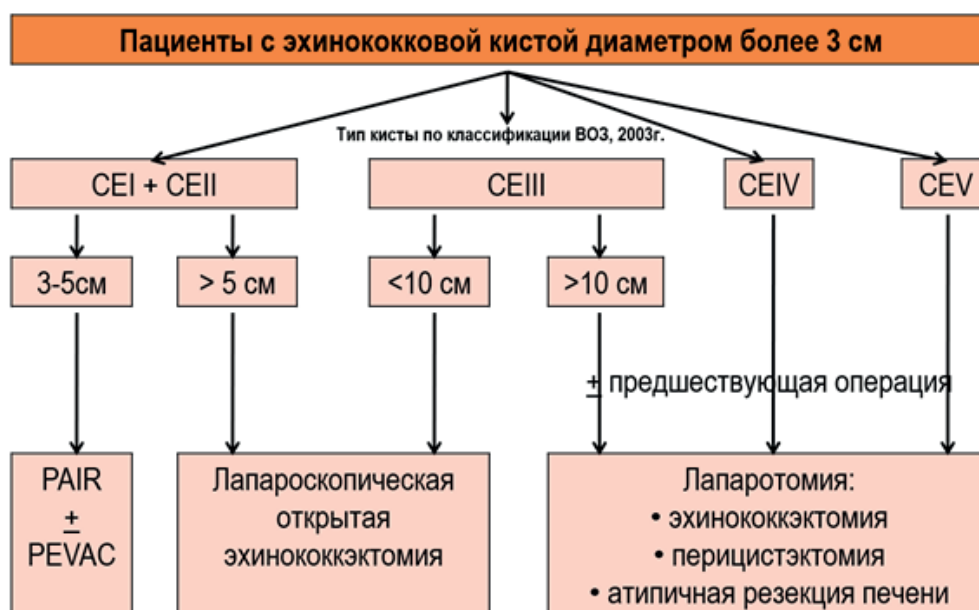 Пациенты с эхинококковой кистой диаметром более 3 см
Тип кисты по классификации ВОЗ, 2003г.
CEI + CEII
CEIII
CEIV
CEV
3-5см
> 5 см
<10 см
>10 см
± предшествующая операция
PAIR
±
PEVAC
Лапароскопическая
открытая
эхинококкэктомия
Лапаротомия:
• эхинококкэктомия
• перицистэктомия
• атипичная резекция печени